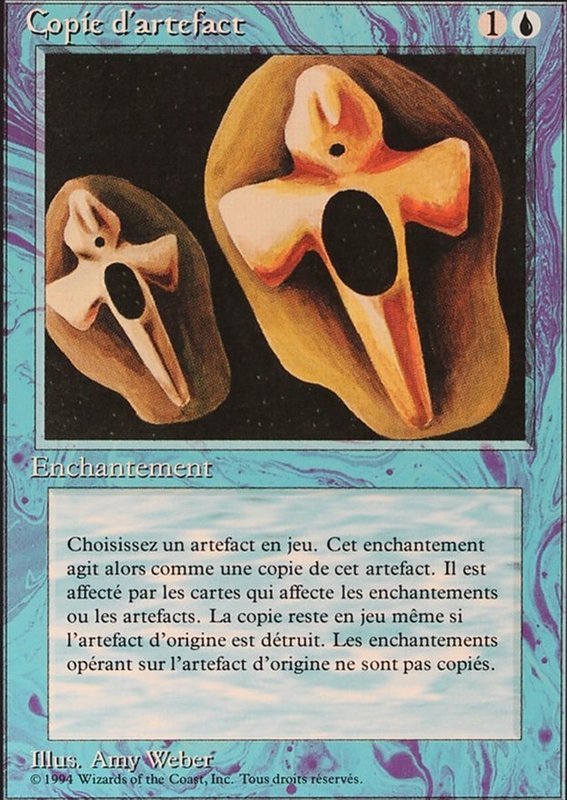 Copie d'artefact
1
Enchantement
Choisissez un artefact en jeu. Cet enchantement
agit alors comme une copie de cet artefact. Il est
affecté par les cartes qui affecte les enchantements
ou les artefacts. La copie reste en jeu même si
l'artefact d'origine est détruit. Les enchantements
opérant sur l'artefact d'origine ne sont pas copiés.
Illus. Amy Weber
© 1994 Wizards of the Coast, Inc. Tous droits réservés.